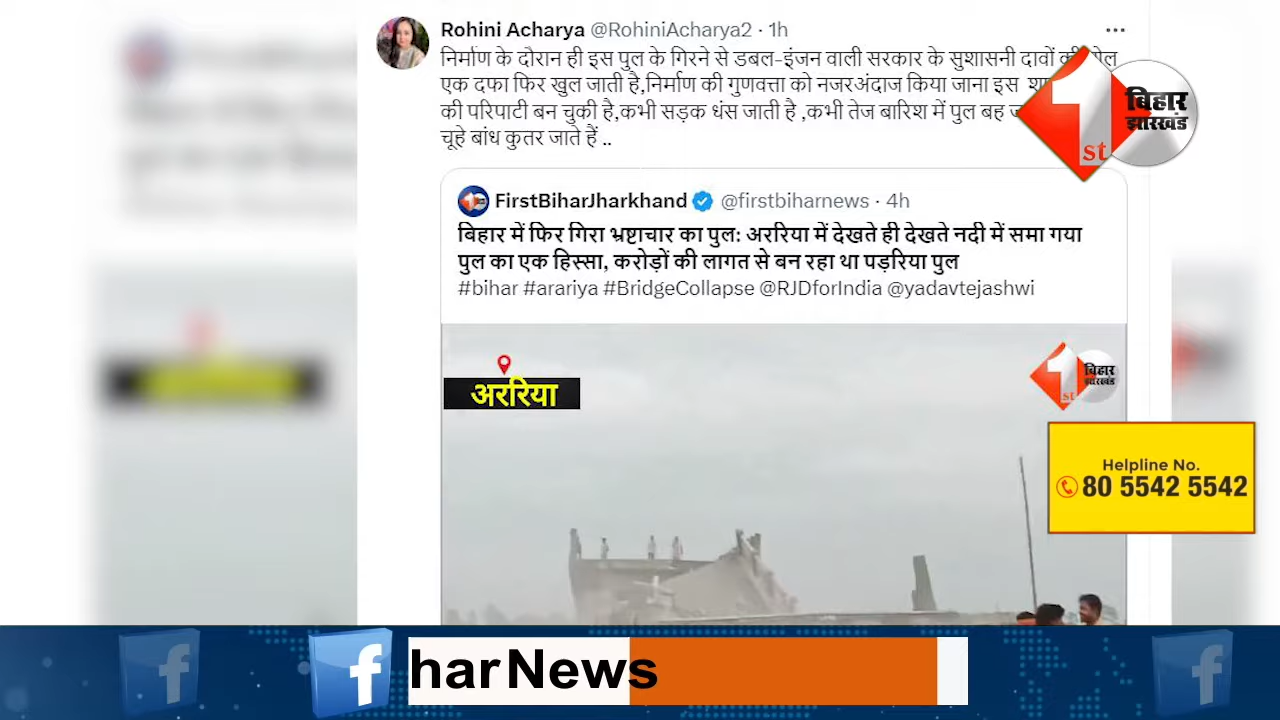 Rohini Acharya @RohiniAcharya2 · 1h
निर्माण के दौरान ही इस पुल के गिरने से डबल-इंजन वाली सरकार के सुशासनी दावों की
एक दफा फिर खुल जाती है,निर्माण की गुणवत्ता को नजरअंदाज किया जाना इस
की परिपाटी बन चुकी है,कभी सड़क धंस जाती है ,कभी तेज बारिश में पुल बह
चूहे बांध कुतर जाते हैं ..
1st
बिहार
झारखंड
FirstBiharJharkhand @firstbiharnews · 4h
बिहार में फिर गिरा भ्रष्टाचार का पुल: अररिया में देखते ही देखते नदी में समा गया
पुल का एक हिस्सा, करोड़ों की लागत से बन रहा था पड़रिया पुल
#bihar #arariya #BridgeCollapse @RJDforIndia @yadavtejashwi
अररिया
1st
बिहार
झारखंड
Helpline No.
80 5542 5542
f
f
harNews
f